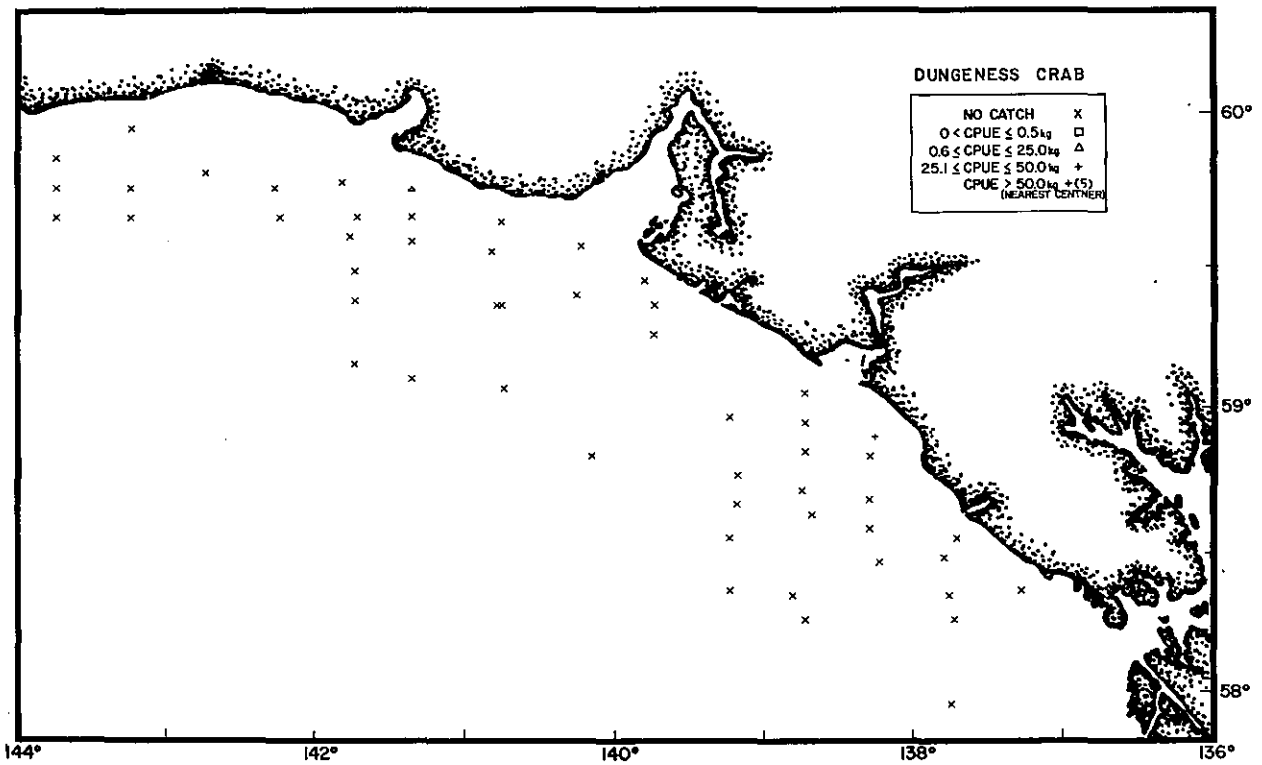 DUNGENESS CRAB
NO CATCH ×
0 < CPUE ≤ 0.5kg □
0.6 ≤ CPUE ≤ 25.0kg △
25.1 ≤ CPUE ≤ 50.0kg +
CPUE > 50.0kg +(5)
(NEAREST CENTNER)
60°
59°
58°
144° 142° 140° 138° 136°